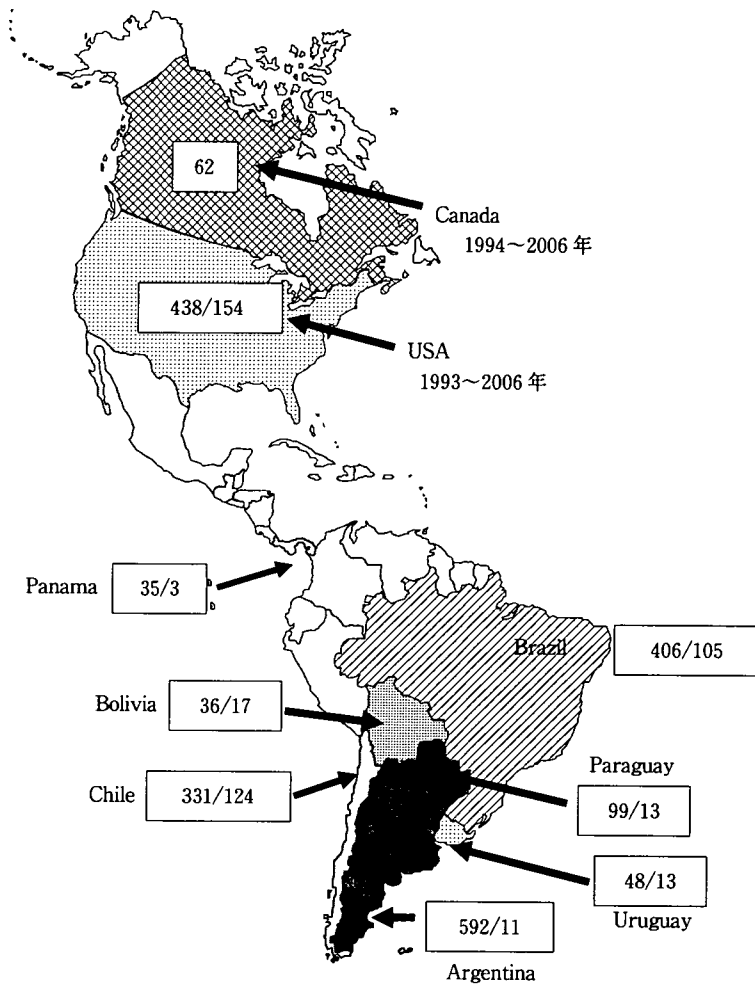 62
Canada
1994～2006 年
438/154
USA
1993～2006 年
Panama
35/3
Brazil
406/105
Bolivia
36/17
Paraguay
Chile
331/124
99/13
48/13
Uruguay
592/11
Argentina